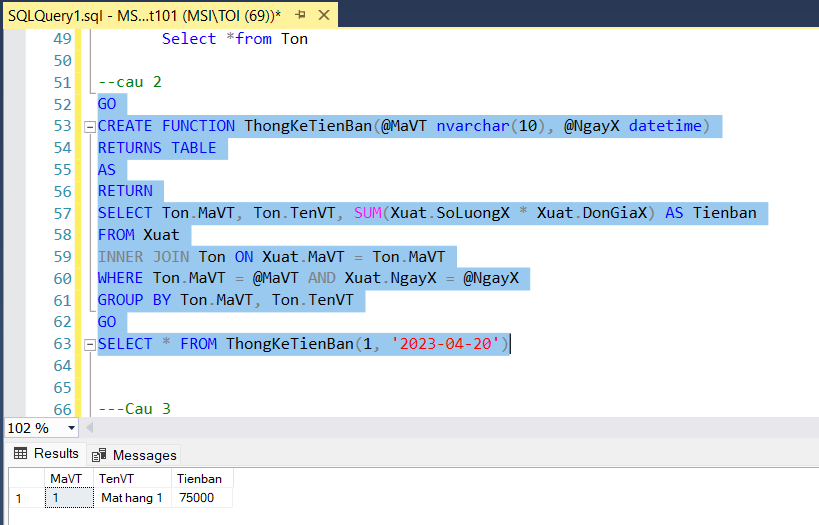 SQLQuery1.sql - MS...t101 (MSI\TOI (69))*
49 Select *from Ton
50
51 --cau 2
52 GO
53 CREATE FUNCTION ThongKeTienBan(@MaVT nvarchar(10), @NgayX datetime)
54 RETURNS TABLE
55 AS
56 RETURN
57 SELECT Ton.MaVT, Ton.TenVT, SUM(Xuat.SoLuongX * Xuat.DonGiaX) AS Tienban
58 FROM Xuat
59 INNER JOIN Ton ON Xuat.MaVT = Ton.MaVT
60 WHERE Ton.MaVT = @MaVT AND Xuat.NgayX = @NgayX
61 GROUP BY Ton.MaVT, Ton.TenVT
62 GO
63 SELECT * FROM ThongKeTienBan(1, '2023-04-20')
64
65
66 ---Cau 3
102 %
Results Messages
MaVT TenVT Tienban
1 1 Mat hang 1 75000